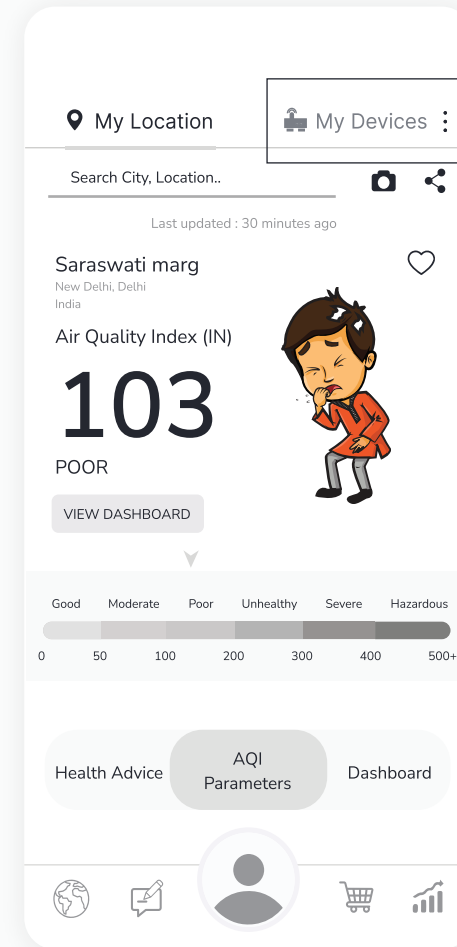 My Location
My Devices
Search City, Location..
Last updated : 30 minutes ago
Saraswati marg
New Delhi, Delhi
India
Air Quality Index (IN)
103
POOR
VIEW DASHBOARD
Good Moderate Poor Unhealthy Severe Hazardous
0 50 100 200 300 400 500+
Health Advice
AQI
Parameters
Dashboard